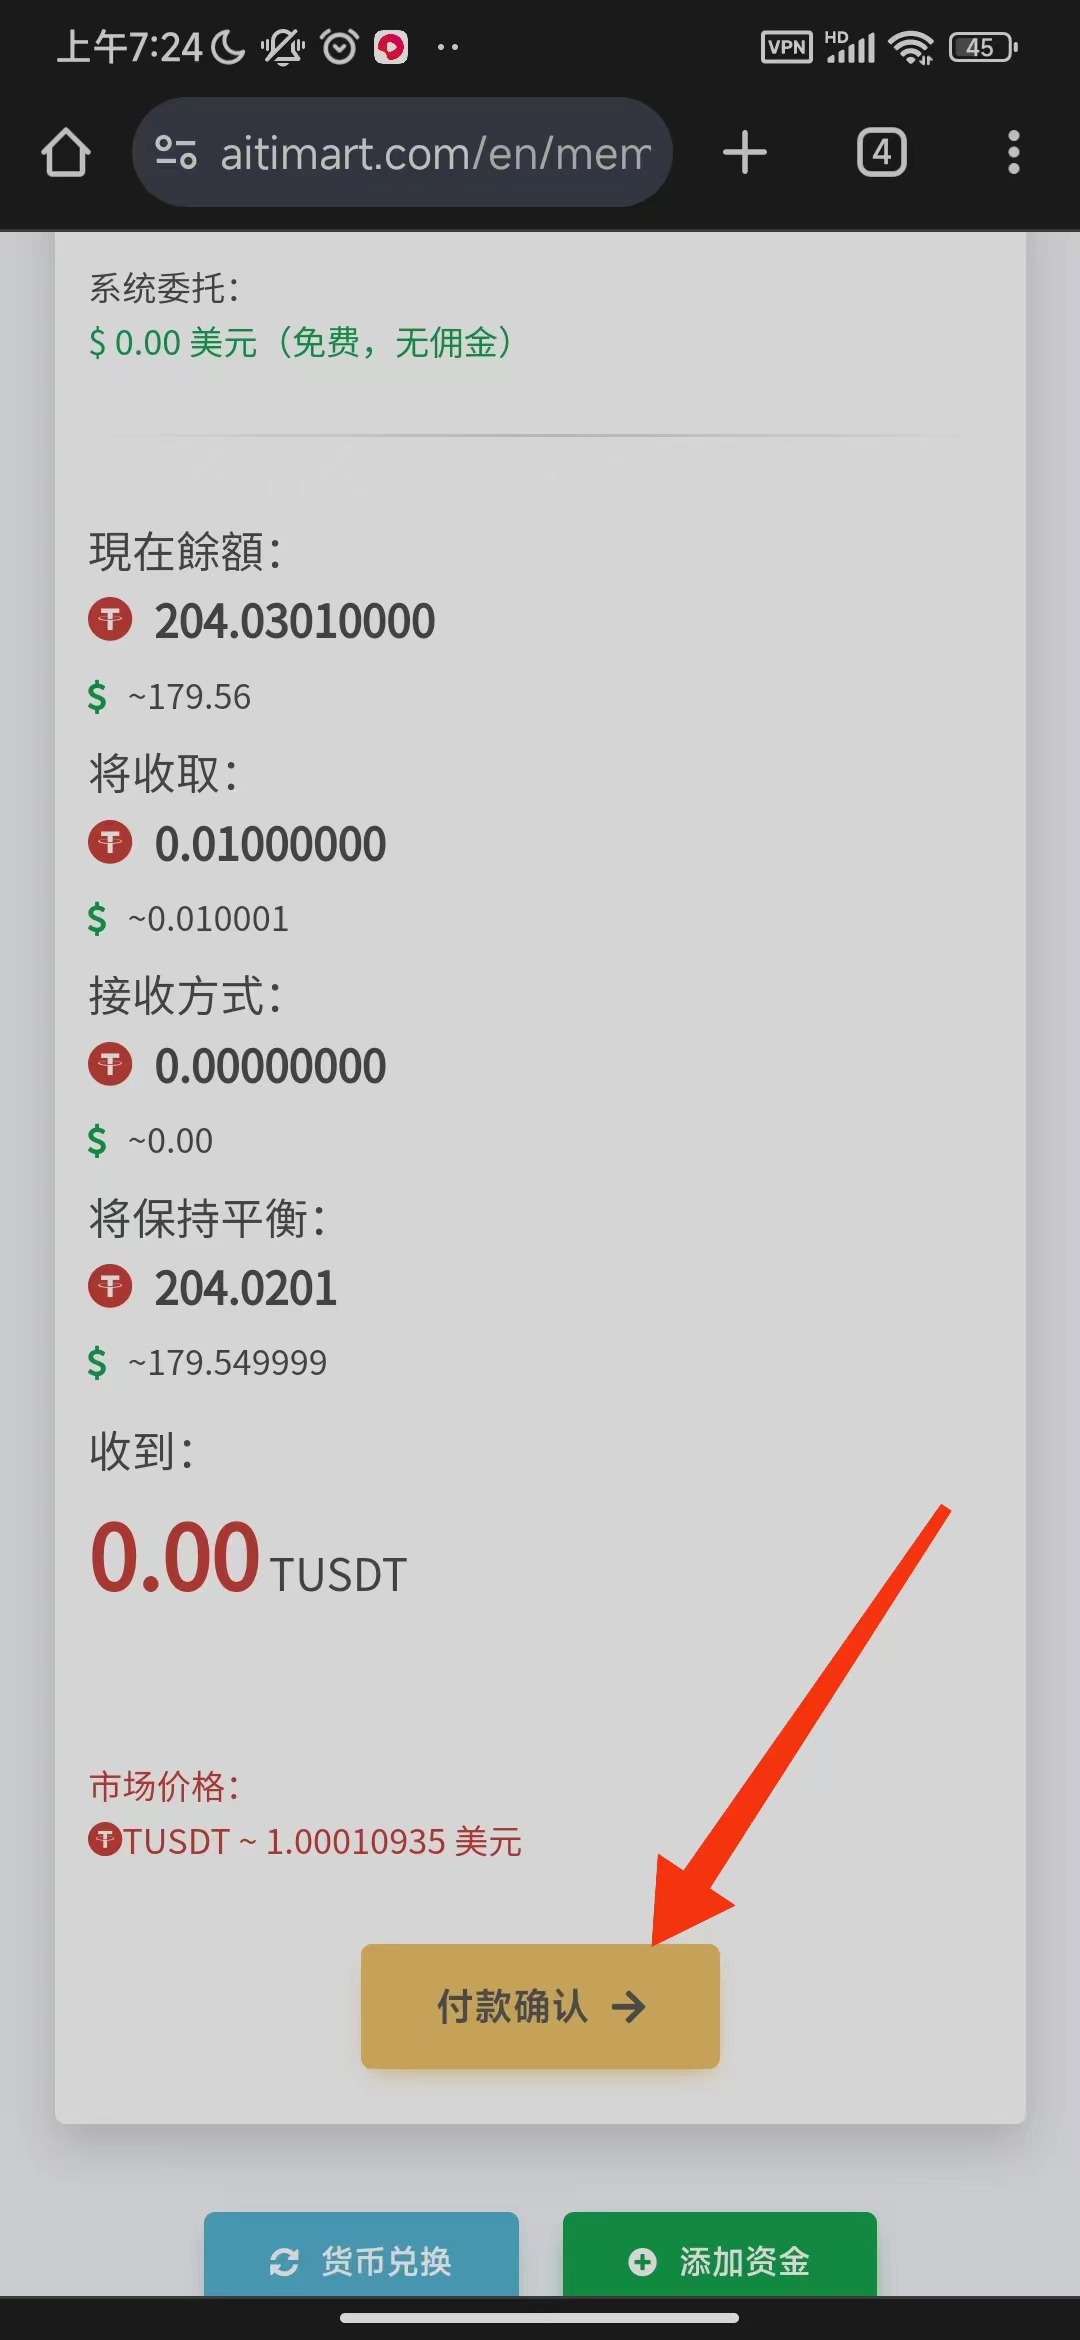 上午7:24
VPN HD 45
aitimart.com/en/mem
4
系统委托：
$ 0.00 美元（免费，无佣金）
現在餘額：
204.03010000
$ ~179.56
将收取：
0.01000000
$ ~0.010001
接收方式：
0.00000000
$ ~0.00
将保持平衡：
204.0201
$ ~179.549999
收到：
0.00 TUSDT
市场价格：
TUSDT ~ 1.00010935 美元
付款确认 →
货币兑换
添加资金